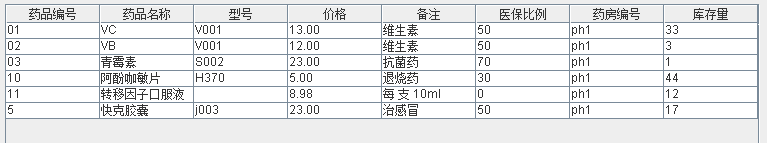 药品编号 药品名称 型号 价格 备注 医保比例 药房编号 库存量
01 VC V001 13.00 维生素 50 ph1 33
02 VB V001 12.00 维生素 50 ph1 3
03 青霉素 S002 23.00 抗菌药 70 ph1 1
10 阿酚咖敏片 H370 5.00 退烧药 30 ph1 44
11 转移因子口服液 8.98 每 支 10ml 0 ph1 12
5 快克胶囊 j003 23.00 治感冒 50 ph1 17